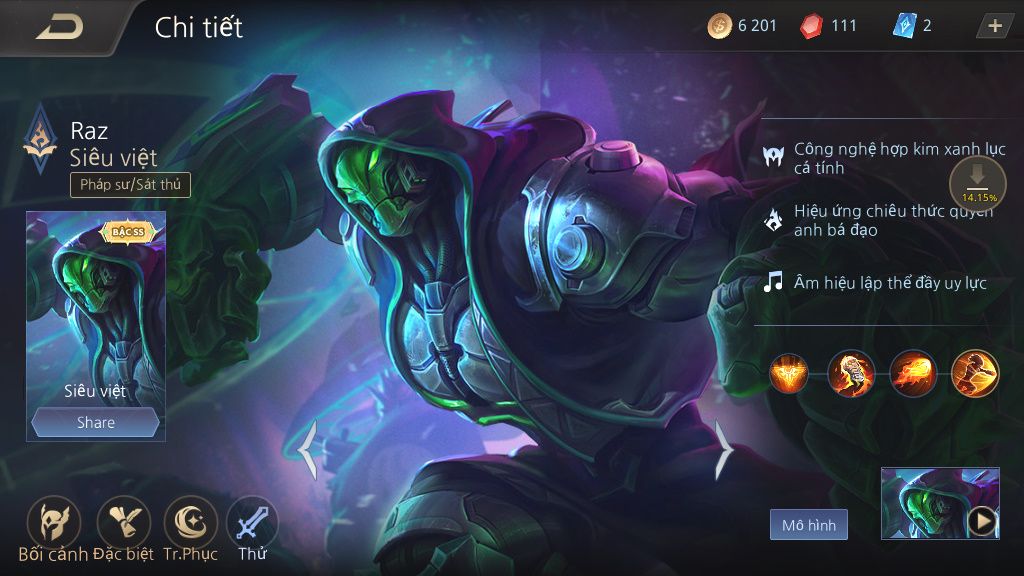 Chi tiết
6 201
111
2
Raz
Siêu việt
Pháp sư/Sát thủ
BẬC SS
Siêu việt
Share
Công nghệ hợp kim xanh lục
cá tính
14.15%
Hiệu ứng chiêu thức quyền
anh bá đạo
Âm hiệu lập thể đầy uy lực
Mô hình
Bối cảnh
Đặc biệt
Tr.Phục
Thử